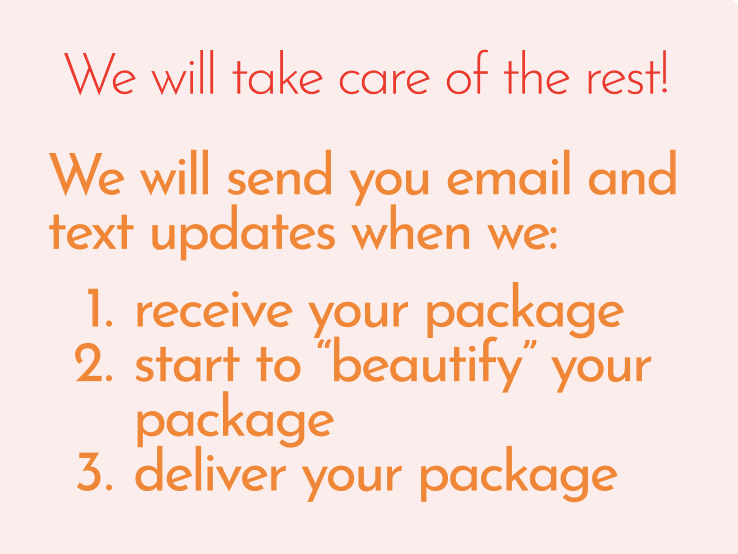 We will take care of the rest!
We will send you email and
text updates when we:
1. receive your package
2. start to “beautify” your
package
3. deliver your package